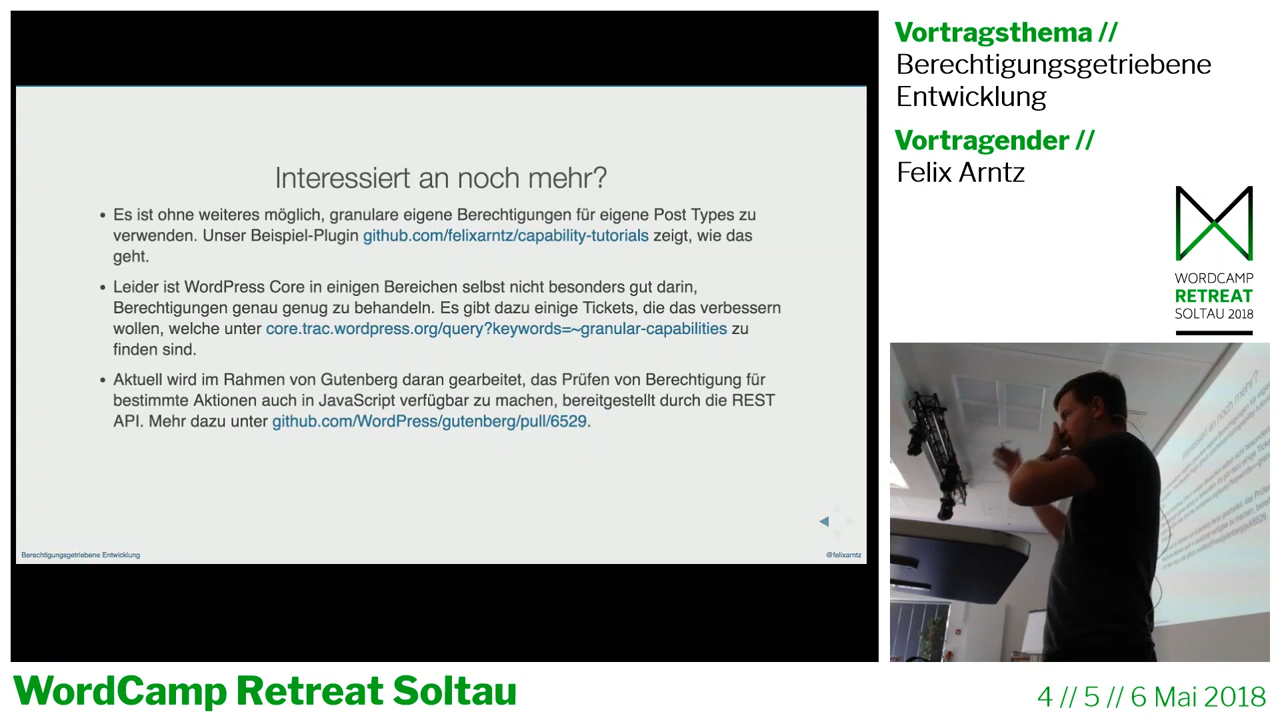 Vortragsthema //
Berechtigungsgetriebene
Entwicklung
Vortragender //
Felix Arntz
WORDCAMP
RETREAT
SOLTAU 2018
Interessiert an noch mehr?
• Es ist ohne weiteres möglich, granulare eigene Berechtigungen für eigene Post Types zu
verwenden. Unser Beispiel-Plugin github.com/felixarntz/capability-tutorials zeigt, wie das
geht.
• Leider ist WordPress Core in einigen Bereichen selbst nicht besonders gut darin,
Berechtigungen genau genug zu behandeln. Es gibt dazu einige Tickets, die das verbessern
wollen, welche unter core.trac.wordpress.org/query?keywords=~granular-capabilities zu
finden sind.
• Aktuell wird im Rahmen von Gutenberg daran gearbeitet, das Prüfen von Berechtigung für
bestimmte Aktionen auch in JavaScript verfügbar zu machen, bereitgestellt durch die REST
API. Mehr dazu unter github.com/WordPress/gutenberg/pull/6529.
Berechtigungsgetriebene Entwicklung
@felixarntz
Interessiert an noch mehr?
WordCamp Retreat Soltau
4 // 5 // 6 Mai 2018